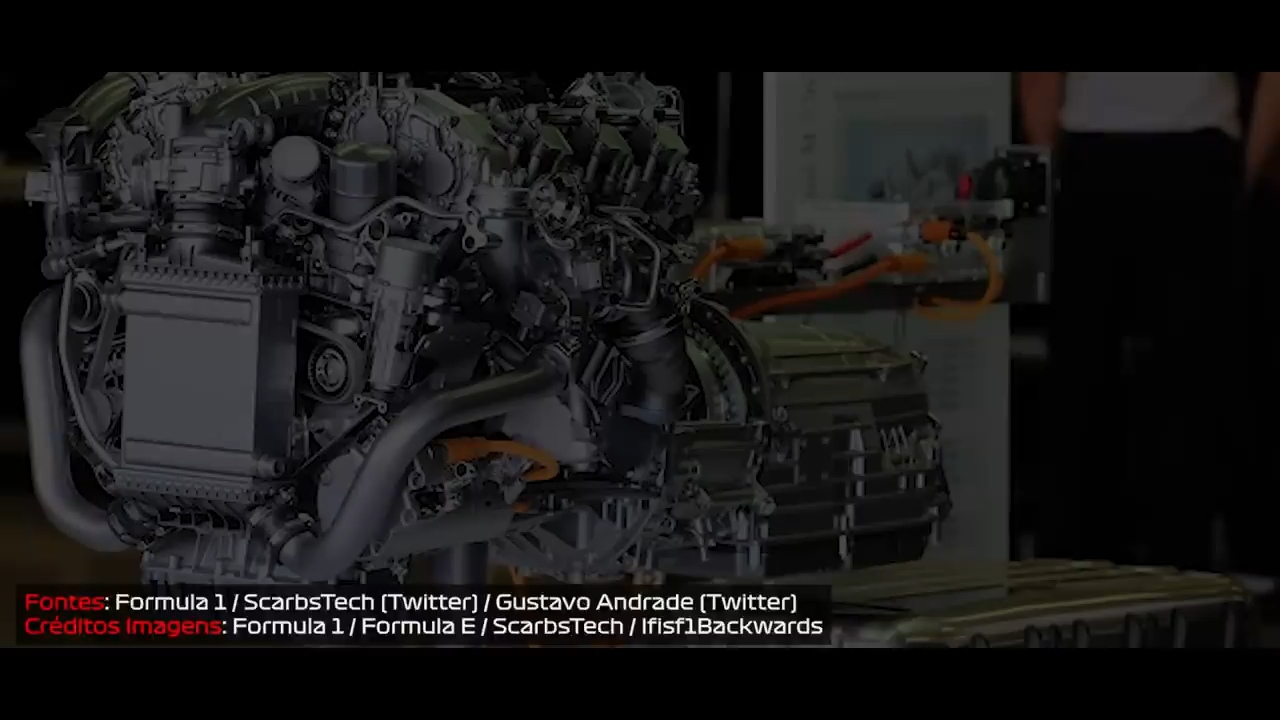 Fontes: Formula 1 / ScarbsTech (Twitter) / Gustavo Andrade (Twitter)
Créditos Imagens: Formula 1 / Formula E / ScarbsTech / Ifisf1Backwards